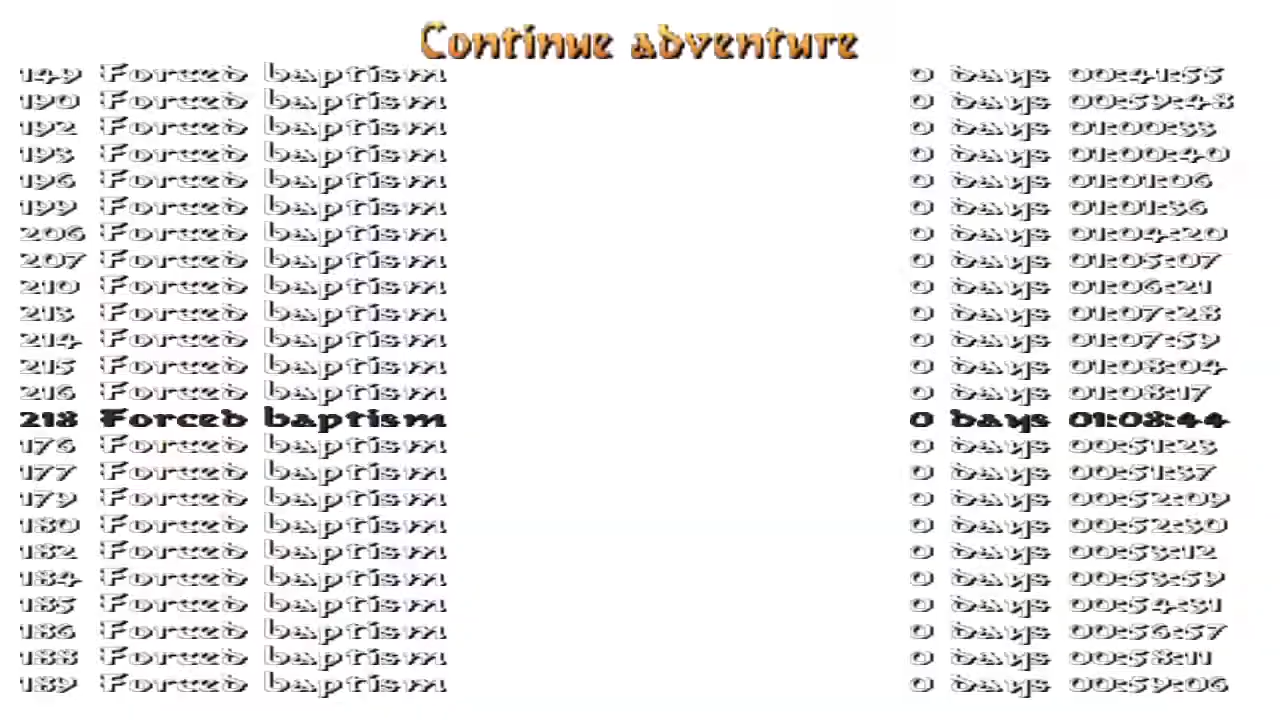 Continue adventure
149 Forced baptism 0 days 00:41:55
190 Forced baptism 0 days 00:59:48
192 Forced baptism 0 days 01:00:33
193 Forced baptism 0 days 01:00:40
196 Forced baptism 0 days 01:01:06
199 Forced baptism 0 days 01:01:36
206 Forced baptism 0 days 01:04:20
207 Forced baptism 0 days 01:05:07
210 Forced baptism 0 days 01:06:21
213 Forced baptism 0 days 01:07:28
214 Forced baptism 0 days 01:07:59
215 Forced baptism 0 days 01:08:04
216 Forced baptism 0 days 01:08:17
218 Forced baptism 0 days 01:08:44
176 Forced baptism 0 days 00:51:23
177 Forced baptism 0 days 00:51:37
179 Forced baptism 0 days 00:52:09
180 Forced baptism 0 days 00:52:30
182 Forced baptism 0 days 00:53:12
184 Forced baptism 0 days 00:53:59
185 Forced baptism 0 days 00:54:31
186 Forced baptism 0 days 00:56:57
188 Forced baptism 0 days 00:58:11
189 Forced baptism 0 days 00:59:06